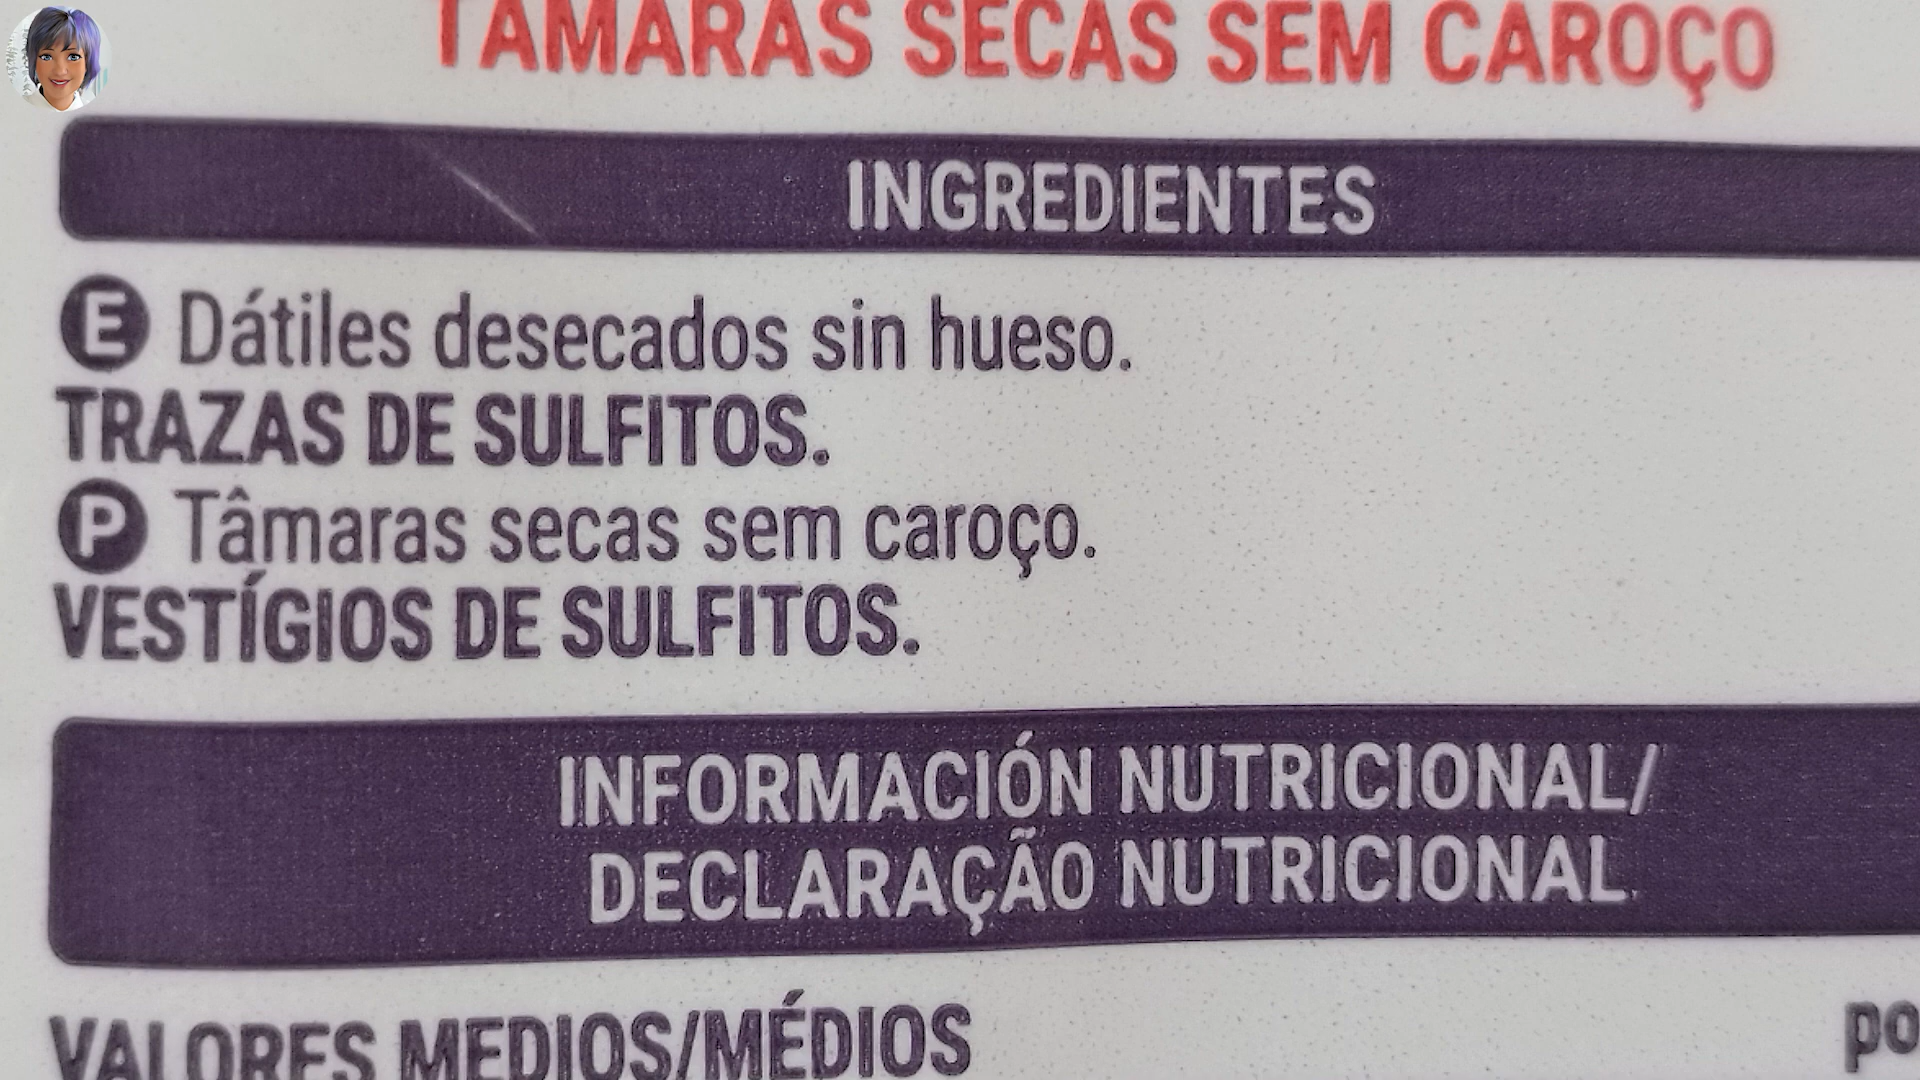 TÂMARAS SECAS SEM CAROÇO
INGREDIENTES
E Dátiles desecados sin hueso.
TRAZAS DE SULFITOS.
P Tâmaras secas sem caroço.
VESTÍGIOS DE SULFITOS.
INFORMACIÓN NUTRICIONAL/
DECLARAÇÃO NUTRICIONAL
VALORES MEDIOS/MÉDIOS